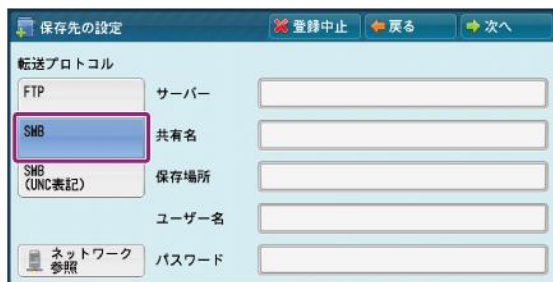 保存先の設定
登録中止
戻る
次へ
転送プロトコル
FTP
サーバー
SMB
共有名
SMB
(UNC表記)
保存場所
ユーザー名
ネットワーク
参照
パスワード